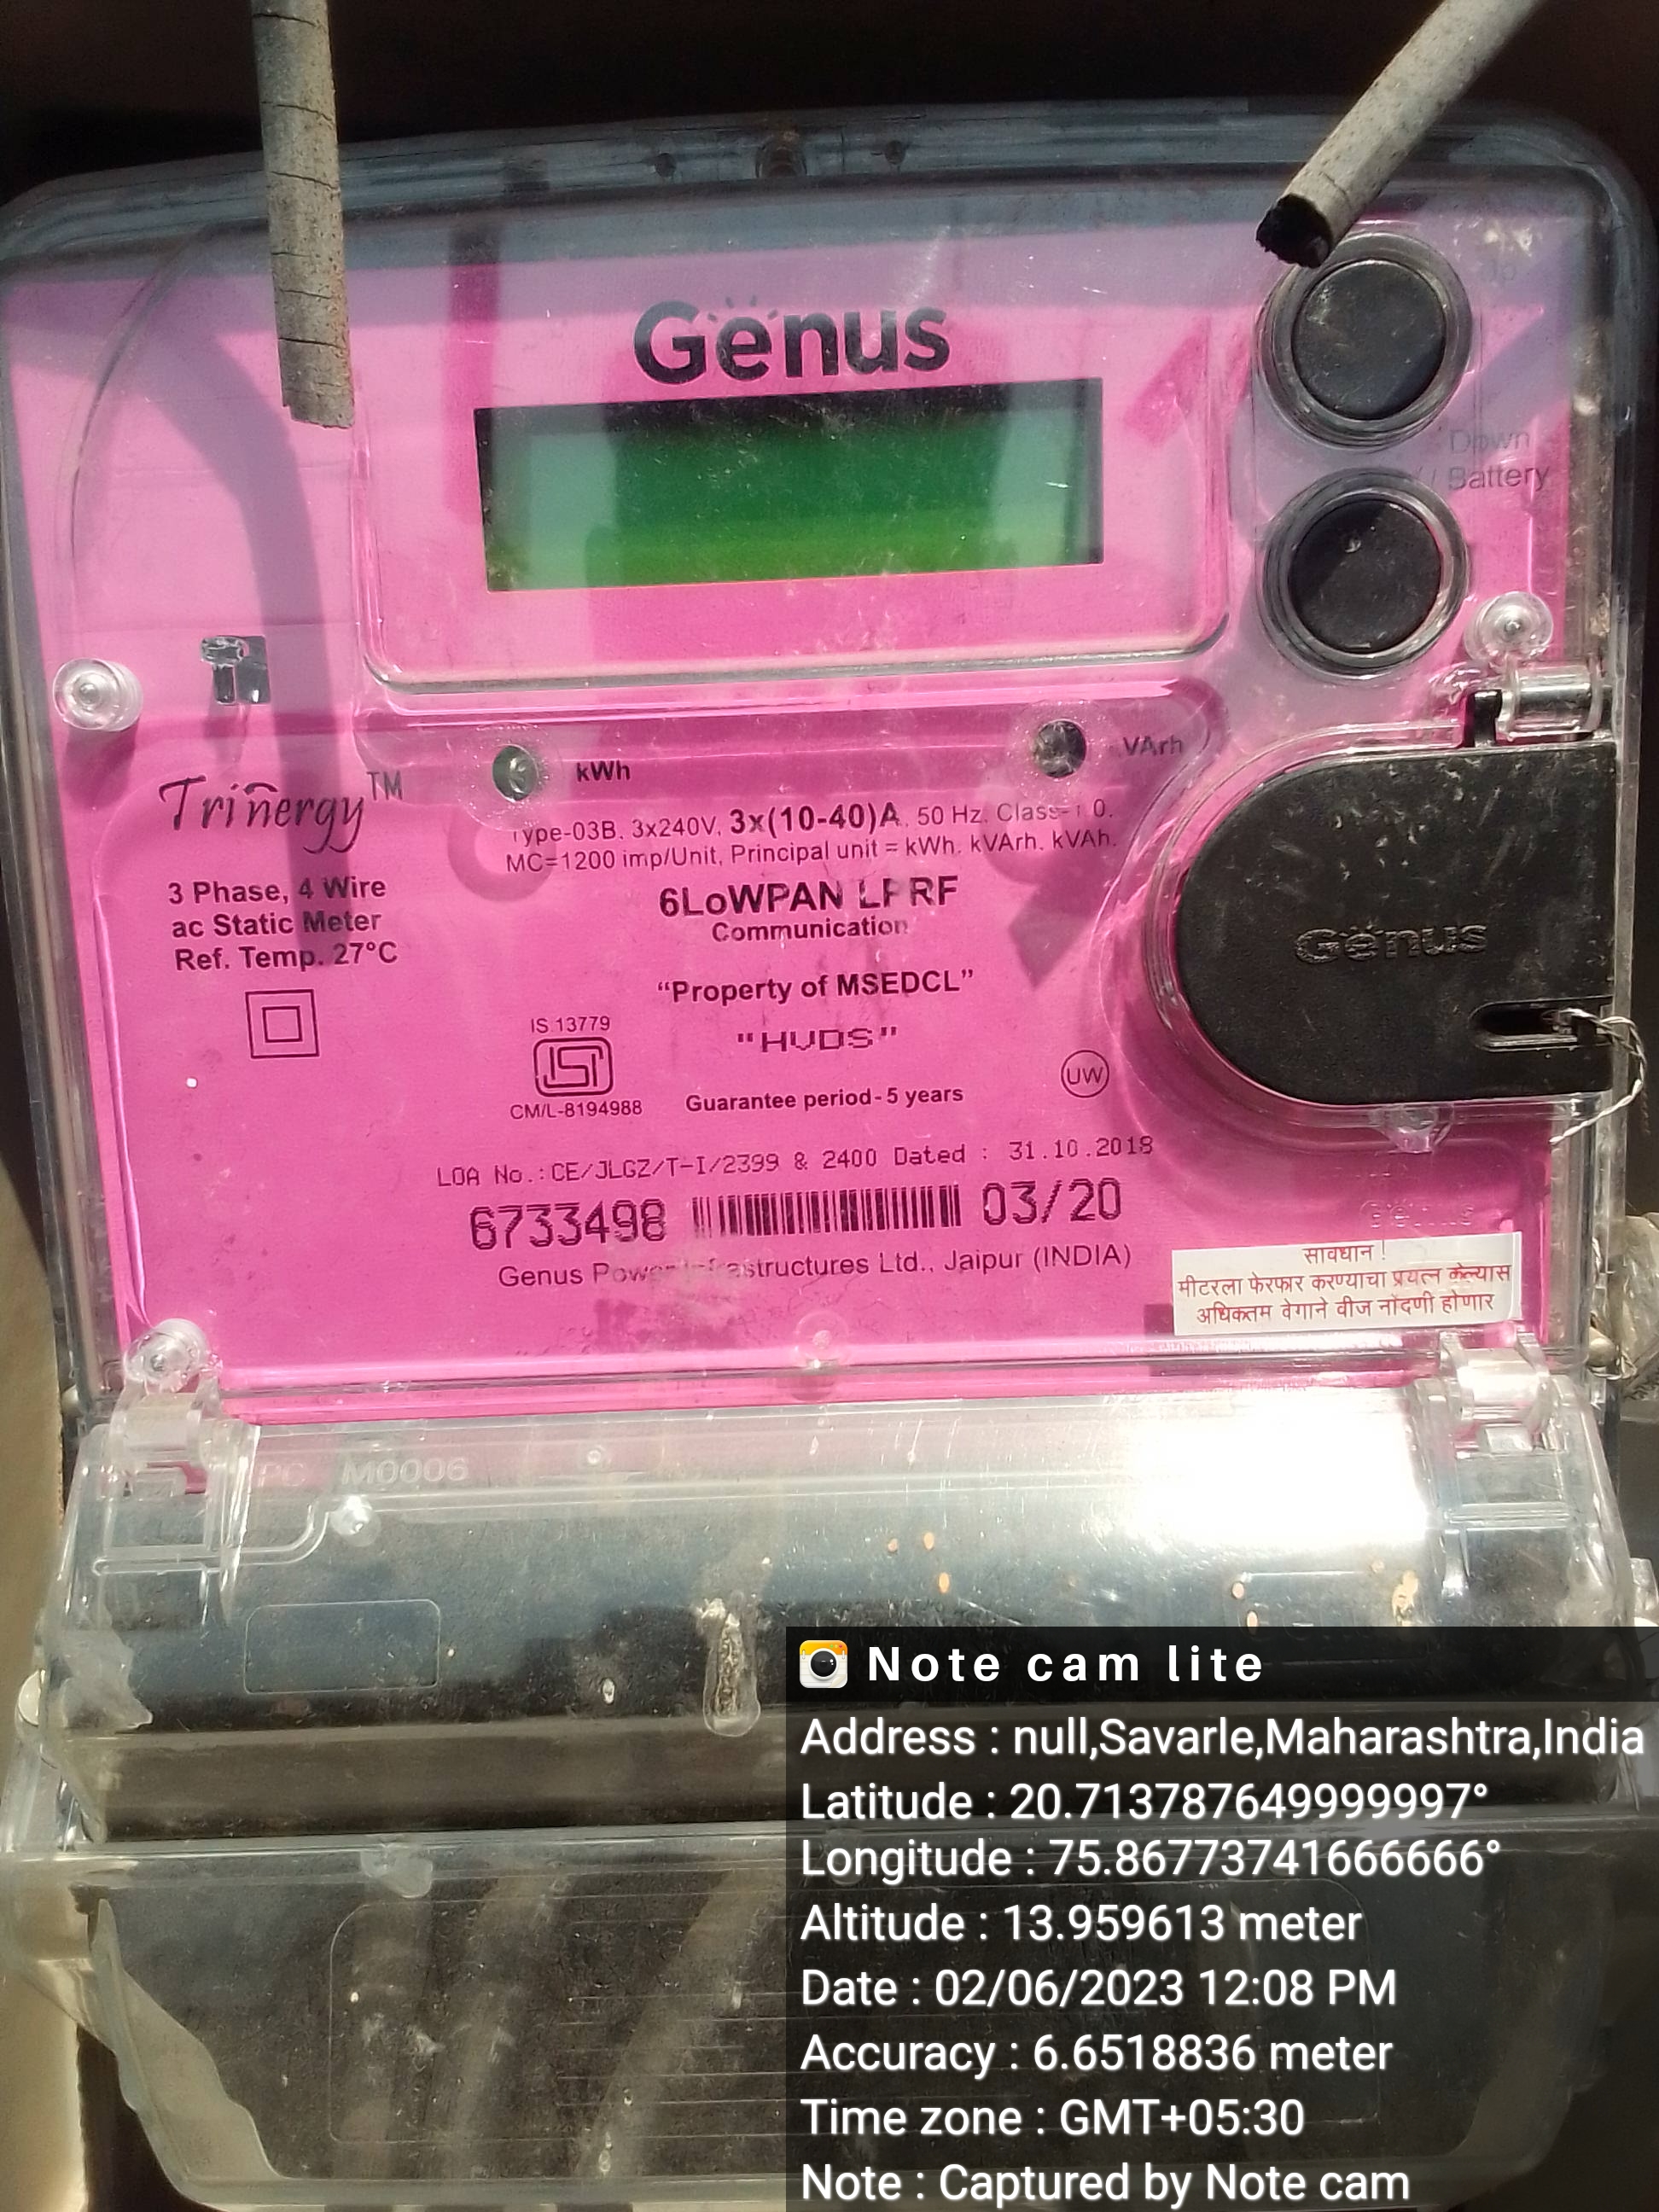 Genus
Down
/ Battery
kWh
VArh
Trinergy™
Type-03B. 3x240V, 3x(10-40)A. 50 Hz. Class-1.0.
MC=1200 imp/Unit, Principal unit = kWh. kVArh. kVAh.
3 Phase, 4 Wire
ac Static Meter
Ref. Temp. 27°C
6LoWPAN LPRF
Communication
"Property of MSEDCL"
"HVDS"
Genus
IS 13779
ISI
CM/L-8194988
UW
Guarantee period - 5 years
LOA No.:CE/JLGZ/T-I/2399 & 2400 Dated : 31.10.2018
6733498 03/20
Genus Power Infrastructures Ltd., Jaipur (INDIA)
Genus
सावधान !
मीटरला फेरफार करण्याचा प्रयत्न केल्यास
अधिकतम वेगाने वीज नोंदणी होणार
PC M0006
Note cam lite
Address : null,Savarle,Maharashtra,India
Latitude : 20.713787649999997°
Longitude : 75.86773741666666°
Altitude : 13.959613 meter
Date : 02/06/2023 12:08 PM
Accuracy : 6.6518836 meter
Time zone : GMT+05:30
Note : Captured by Note cam